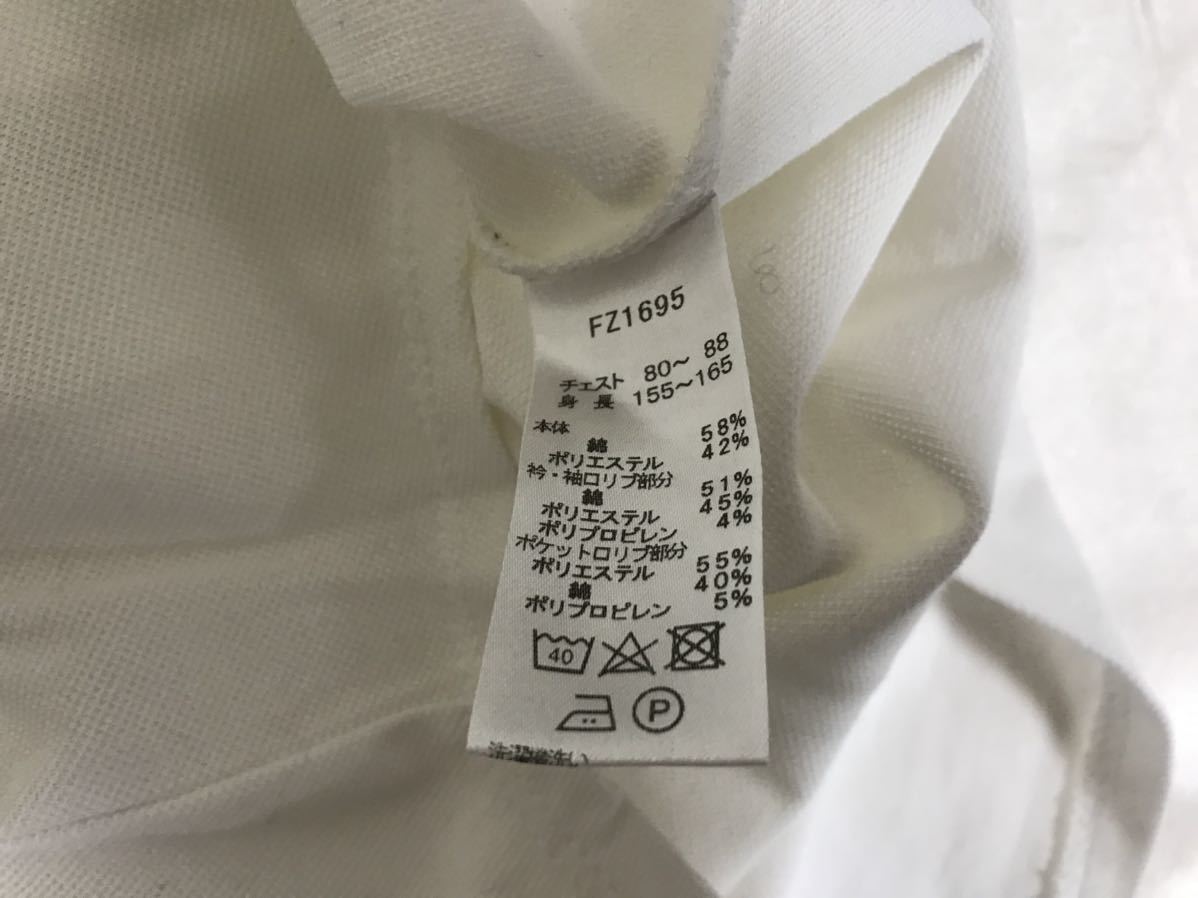 FZ1695
チェスト 80～ 88
身長 155～165
本体
綿 58%
ポリエステル 42%
衿・袖口リブ部分
綿 51%
ポリエステル 45%
ポリプロピレン 4%
ポケット口リブ部分
ポリエステル 55%
綿 40%
ポリプロピレン 5%
40
P